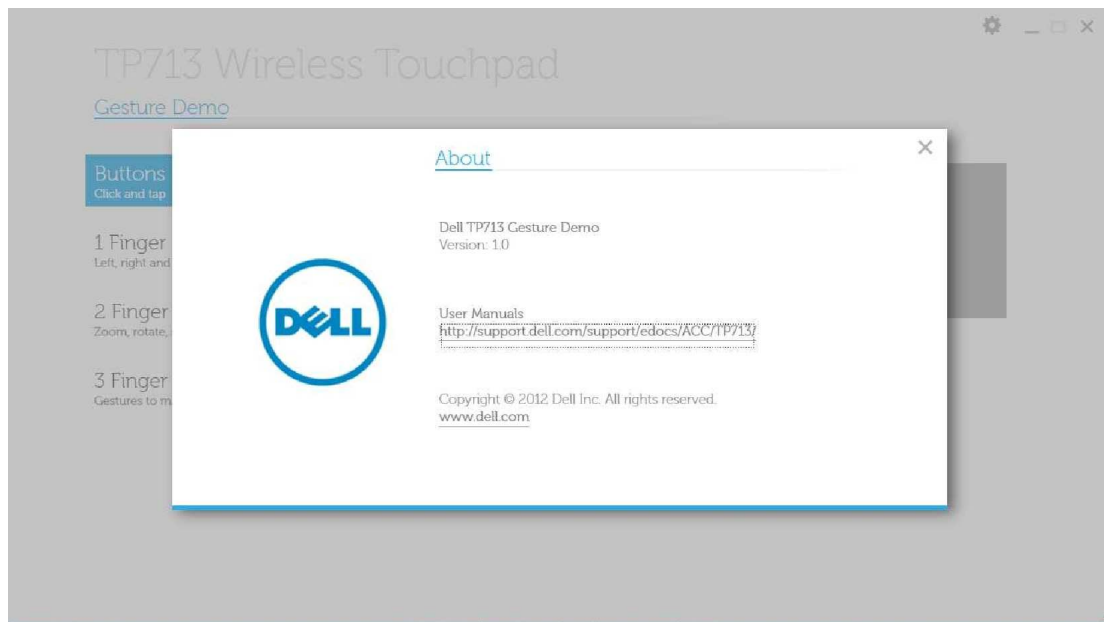 TP713 Wireless Touchpad
Gesture Demo
Buttons
Click and tap
1 Finger
Left, right and
2 Finger
Zoom, rotate,
3 Finger
Gestures to
About
Dell TP713 Gesture Demo
Version: 1.0
DELL
User Manuals
http://support.dell.com/support/edocs/ACC/TP713/
Copyright © 2012 Dell Inc. All rights reserved.
www.dell.com